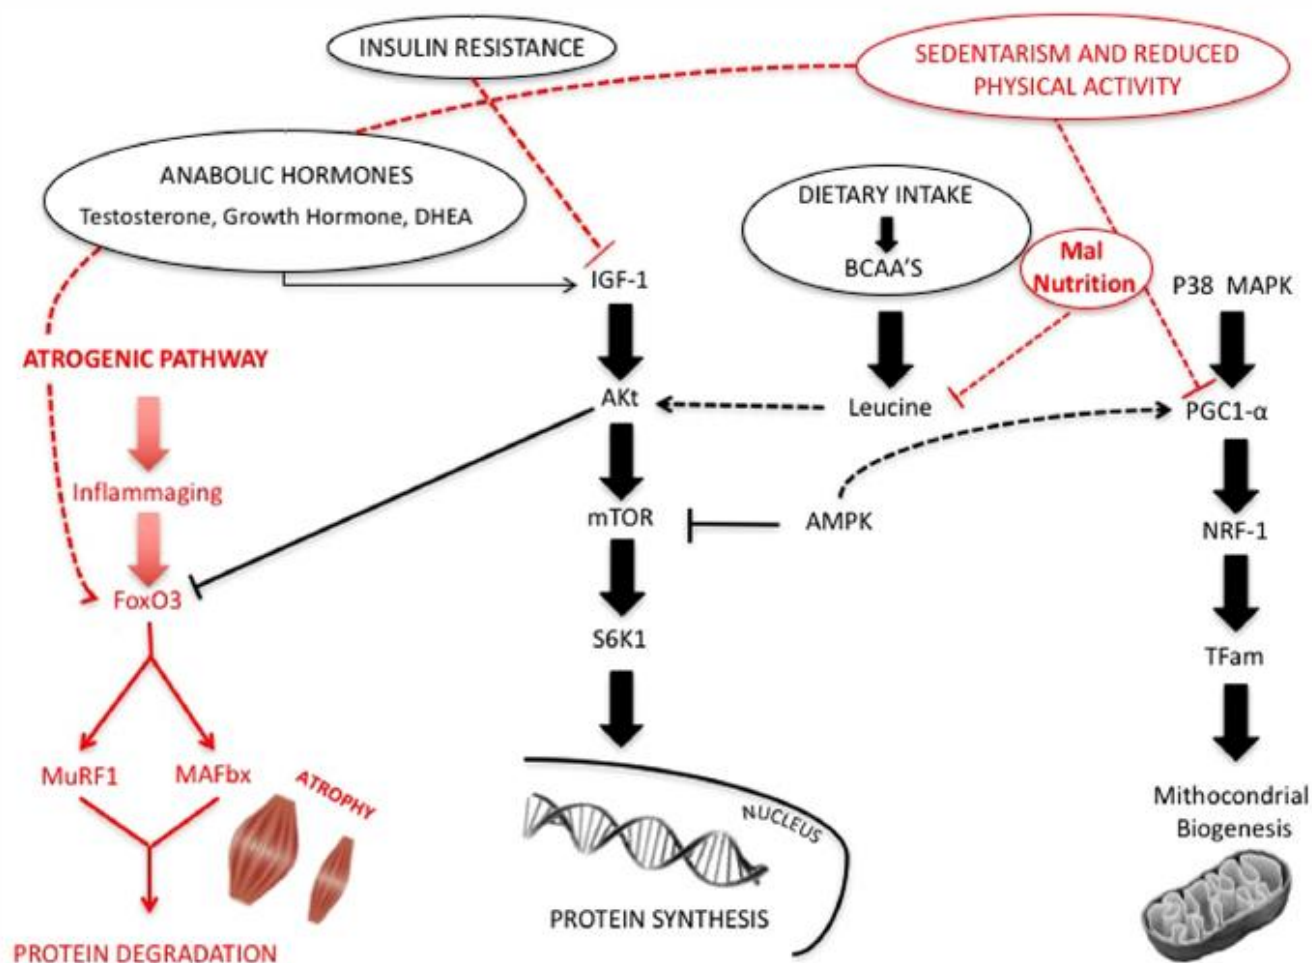 INSULIN RESISTANCE
SEDENTARISM AND REDUCED
PHYSICAL ACTIVITY
ANABOLIC HORMONES
Testosterone, Growth Hormone, DHEA
DIETARY INTAKE
BCAA'S
Mal
Nutrition
IGF-1
P38 MAPK
ATROGENIC PATHWAY
AKt
Leucine
PGC1-α
Inflammaging
mTOR
AMPK
NRF-1
FoxO3
S6K1
TFam
MuRF1
MAFbx
ATROPHY
NUCLEUS
Mithocondrial
Biogenesis
PROTEIN SYNTHESIS
PROTEIN DEGRADATION